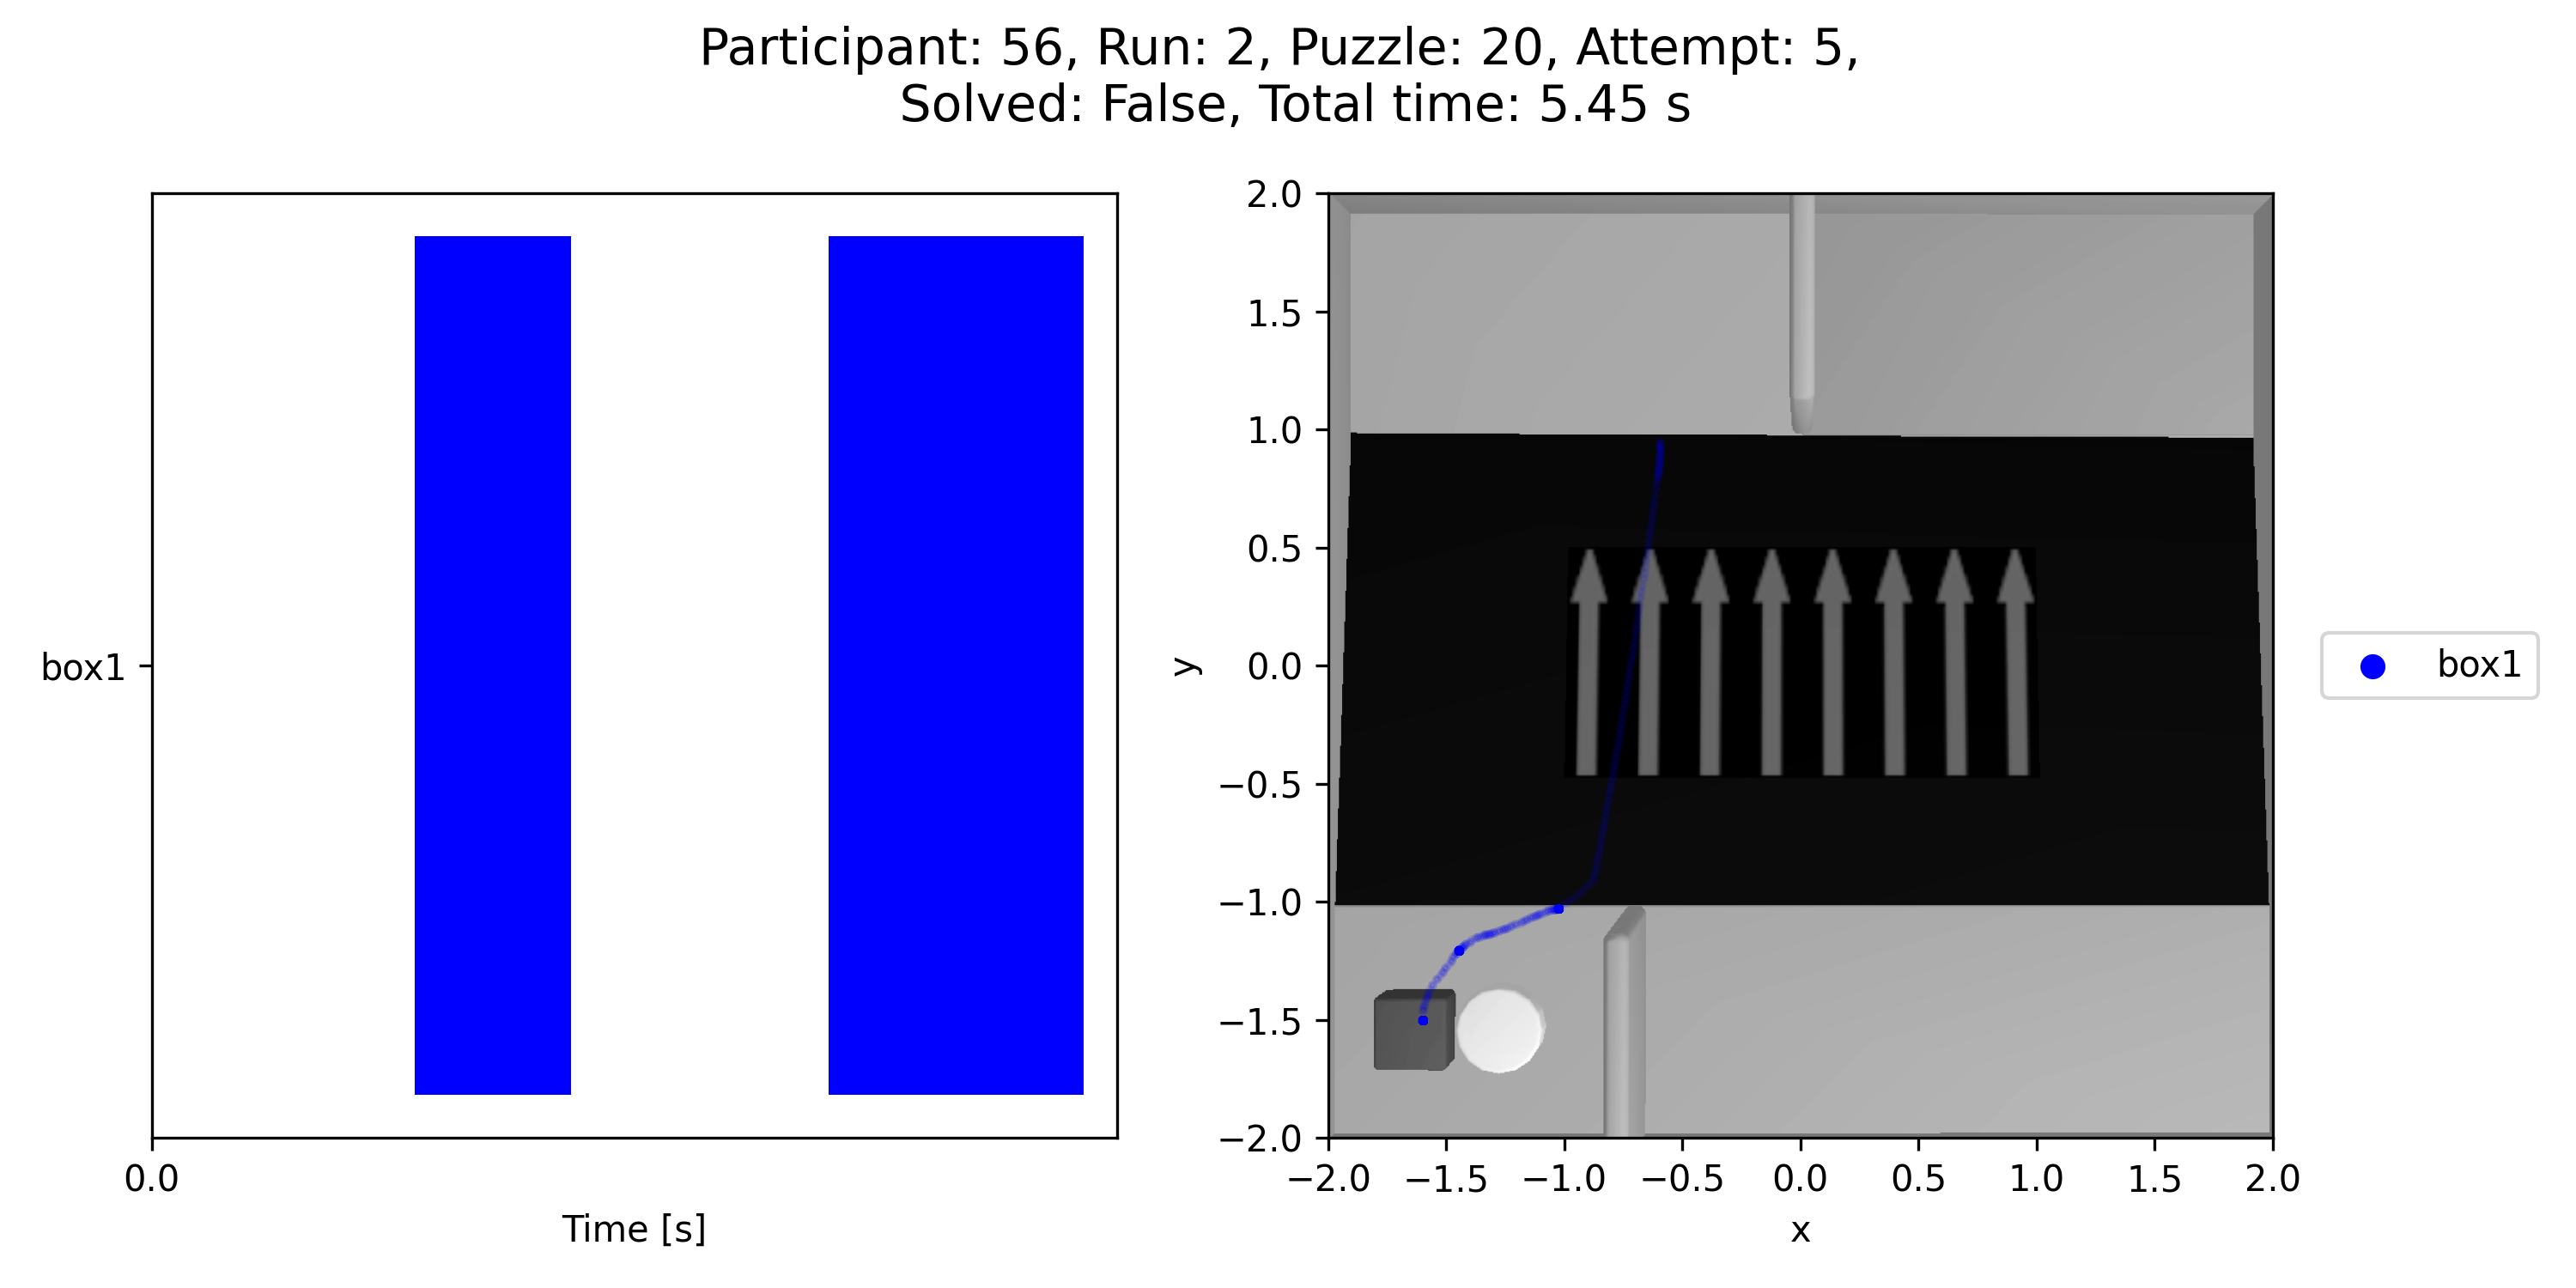 Participant: 56, Run: 2, Puzzle: 20, Attempt: 5,
Solved: False, Total time: 5.45 s
box1
0.0
Time [s]
2.0
1.5
1.0
0.5
0.0
−0.5
−1.0
−1.5
−2.0
y
−2.0 −1.5 −1.0 −0.5 0.0 0.5 1.0 1.5 2.0
x
box1